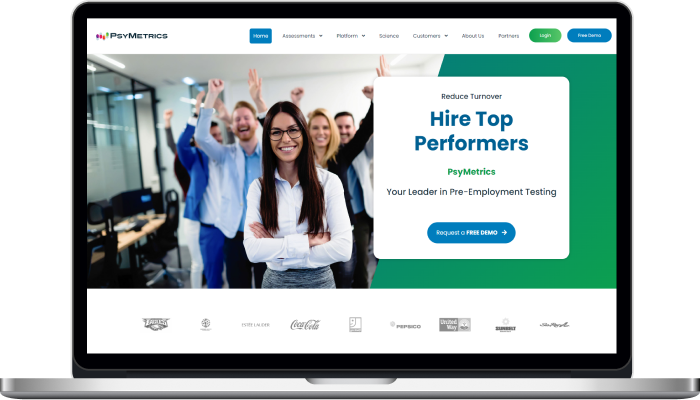 PSYMETRICS
Home
Assessments
Platform
Science
Customers
About Us
Partners
Login
Free Demo
Reduce Turnover
Hire Top
Performers
PsyMetrics
Your Leader in Pre-Employment Testing
Request a FREE DEMO
Coca-Cola
PEPSICO
United
Way